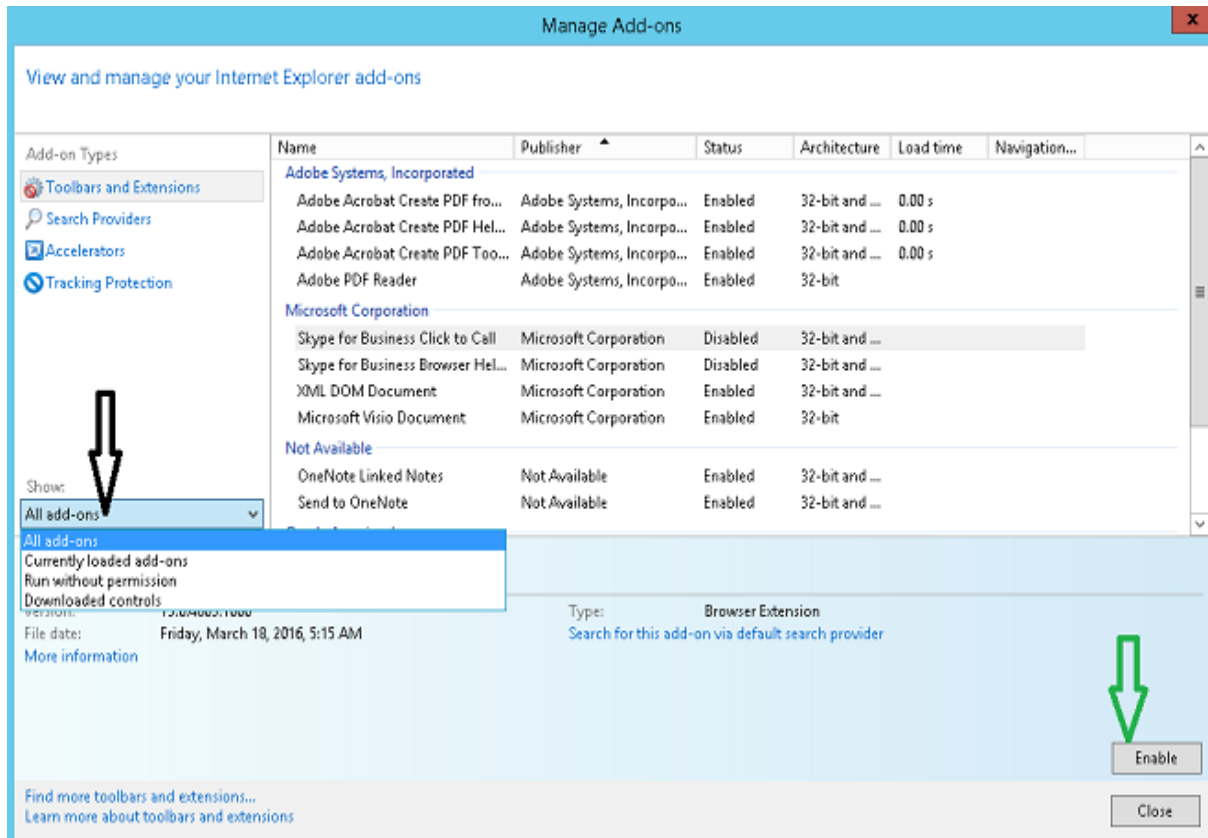 Manage Add-ons
x
View and manage your Internet Explorer add-ons
Add-on Types
Toolbars and Extensions
Search Providers
Accelerators
Tracking Protection
Show:
All add-ons
All add-ons
Currently loaded add-ons
Run without permission
Downloaded controls
Name Publisher Status Architecture Load time Navigation...
Adobe Systems, Incorporated
Adobe Acrobat Create PDF fro... Adobe Systems, Incorpo... Enabled 32-bit and ... 0.00 s
Adobe Acrobat Create PDF Hel... Adobe Systems, Incorpo... Enabled 32-bit and ... 0.00 s
Adobe Acrobat Create PDF Too... Adobe Systems, Incorpo... Enabled 32-bit and ... 0.00 s
Adobe PDF Reader Adobe Systems, Incorpo... Enabled 32-bit
Microsoft Corporation
Skype for Business Click to Call Microsoft Corporation Disabled 32-bit and ...
Skype for Business Browser Hel... Microsoft Corporation Disabled 32-bit and ...
XML DOM Document Microsoft Corporation Enabled 32-bit and ...
Microsoft Visio Document Microsoft Corporation Enabled 32-bit
Not Available
OneNote Linked Notes Not Available Enabled 32-bit and ...
Send to OneNote Not Available Enabled 32-bit and ...
Version:
Type: Browser Extension
File date: Friday, March 18, 2016, 5:15 AM
Search for this add-on via default search provider
More information
Enable
Find more toolbars and extensions...
Learn more about toolbars and extensions
Close